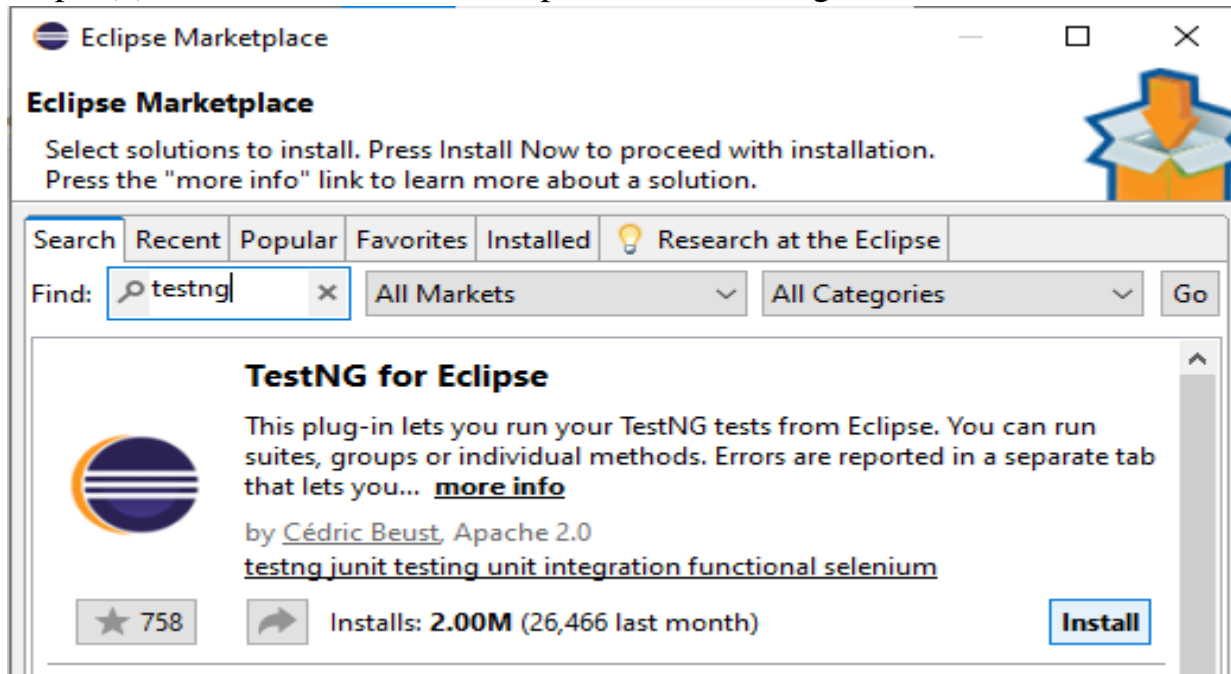 Eclipse Marketplace
Eclipse Marketplace
Select solutions to install. Press Install Now to proceed with installation.
Press the "more info" link to learn more about a solution.
Search Recent Popular Favorites Installed Research at the Eclipse
Find: testng All Markets All Categories Go
TestNG for Eclipse
This plug-in lets you run your TestNG tests from Eclipse. You can run
suites, groups or individual methods. Errors are reported in a separate tab
that lets you... more info
by Cédric Beust, Apache 2.0
testng junit testing unit integration functional selenium
758 Installs: 2.00M (26,466 last month) Install